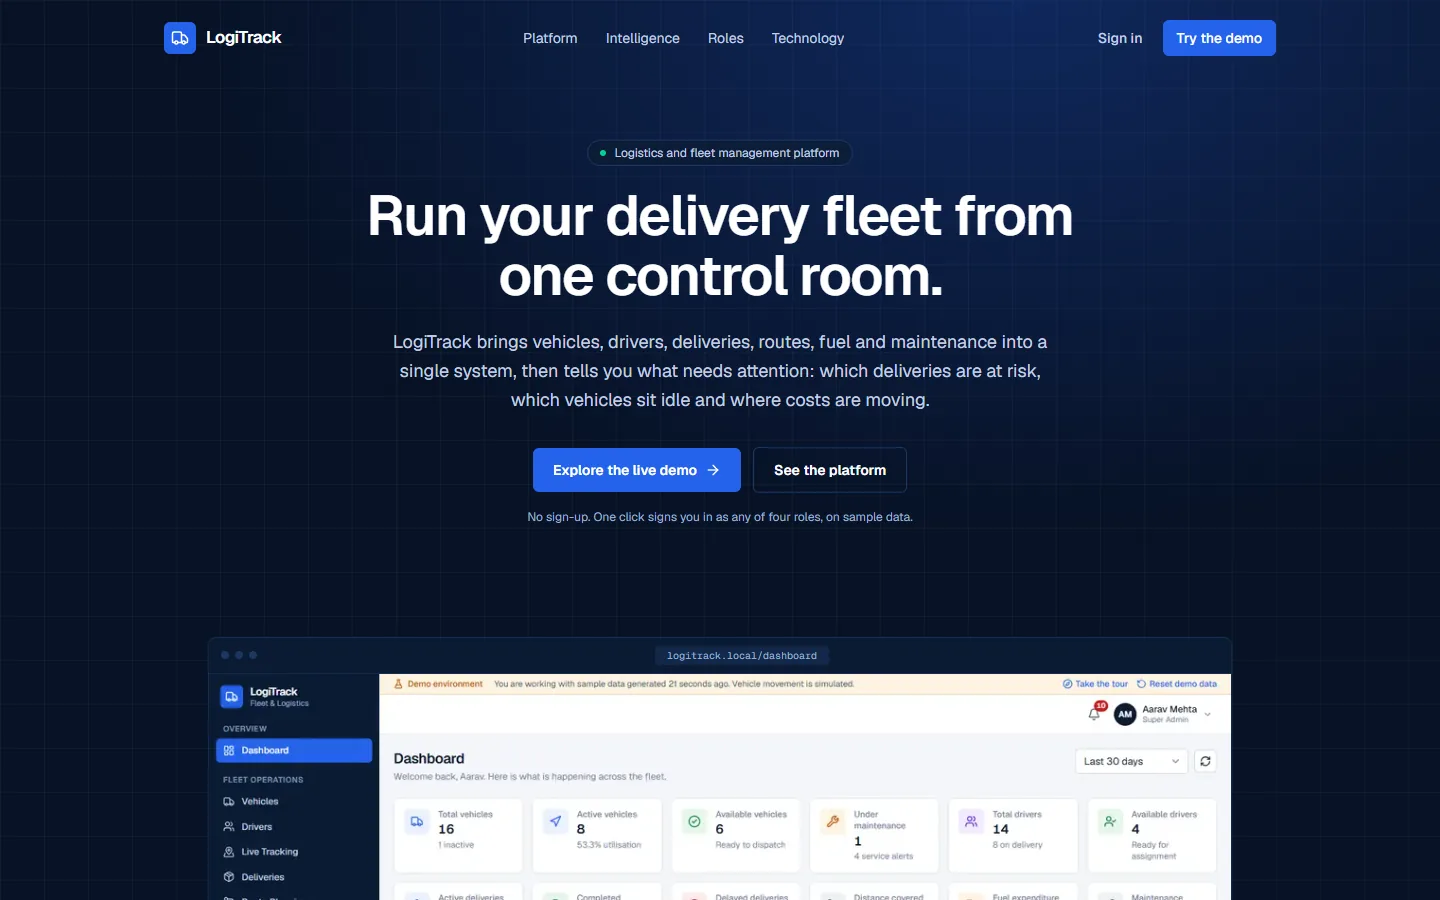 LogiTrack
Platform
Intelligence
Roles
Technology
Sign in
Try the demo
Logistics and fleet management platform
Run your delivery fleet from
one control room.
LogiTrack brings vehicles, drivers, deliveries, routes, fuel and maintenance into a
single system, then tells you what needs attention: which deliveries are at risk,
which vehicles sit idle and where costs are moving.
Explore the live demo →
See the platform
No sign-up. One click signs you in as any of four roles, on sample data.
logitrack.local/dashboard
LogiTrack
Fleet & Logistics
OVERVIEW
Dashboard
FLEET OPERATIONS
Vehicles
Drivers
Live Tracking
Deliveries
Demo environment
You are working with sample data generated 21 seconds ago. Vehicle movement is simulated.
Take the tour
Reset demo data
10
AM
Aarav Mehta
Super Admin
Dashboard
Welcome back, Aarav. Here is what is happening across the fleet.
Last 30 days
Total vehicles
16
1 inactive
Active vehicles
8
53.3% utilisation
Available vehicles
6
Ready to dispatch
Under
maintenance
1
4 service alerts
Total drivers
14
8 on delivery
Available drivers
4
Ready for
assignment
Active deliveries
Completed
Delayed deliveries
Distance covered
Fuel expenditure
Maintenance